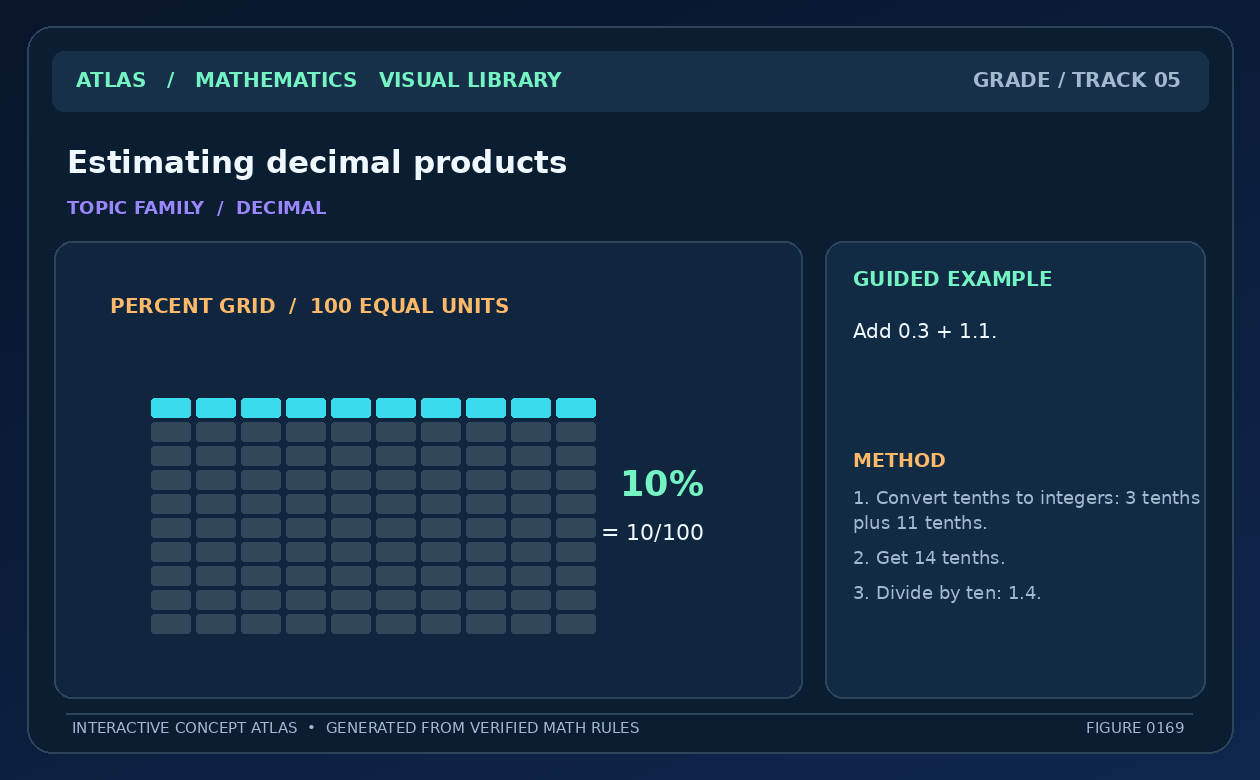 ATLAS / MATHEMATICS VISUAL LIBRARY
GRADE / TRACK 05
Estimating decimal products
TOPIC FAMILY / DECIMAL
PERCENT GRID / 100 EQUAL UNITS
10%
= 10/100
GUIDED EXAMPLE
Add 0.3 + 1.1.
METHOD
1. Convert tenths to integers: 3 tenths
plus 11 tenths.
2. Get 14 tenths.
3. Divide by ten: 1.4.
INTERACTIVE CONCEPT ATLAS • GENERATED FROM VERIFIED MATH RULES
FIGURE 0169